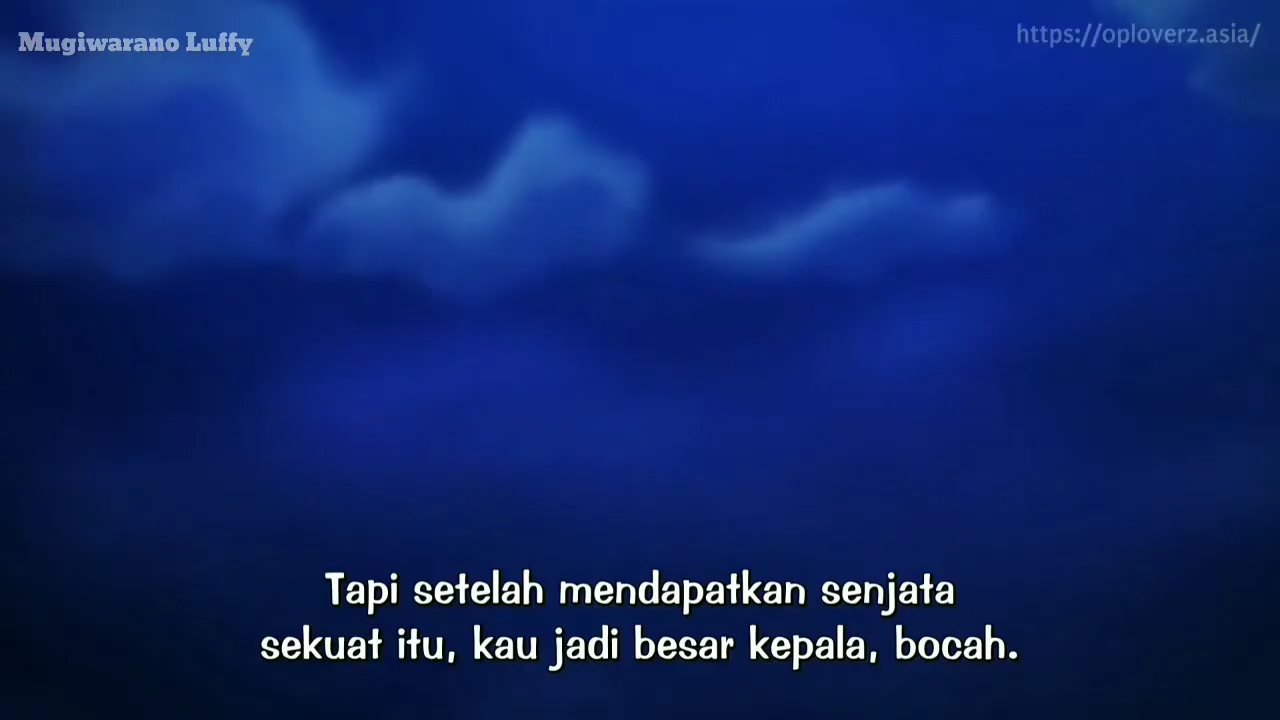 Mugiwarano Luffy
https://oploverz.asia/
Tapi setelah mendapatkan senjata
sekuat itu, kau jadi besar kepala, bocah.